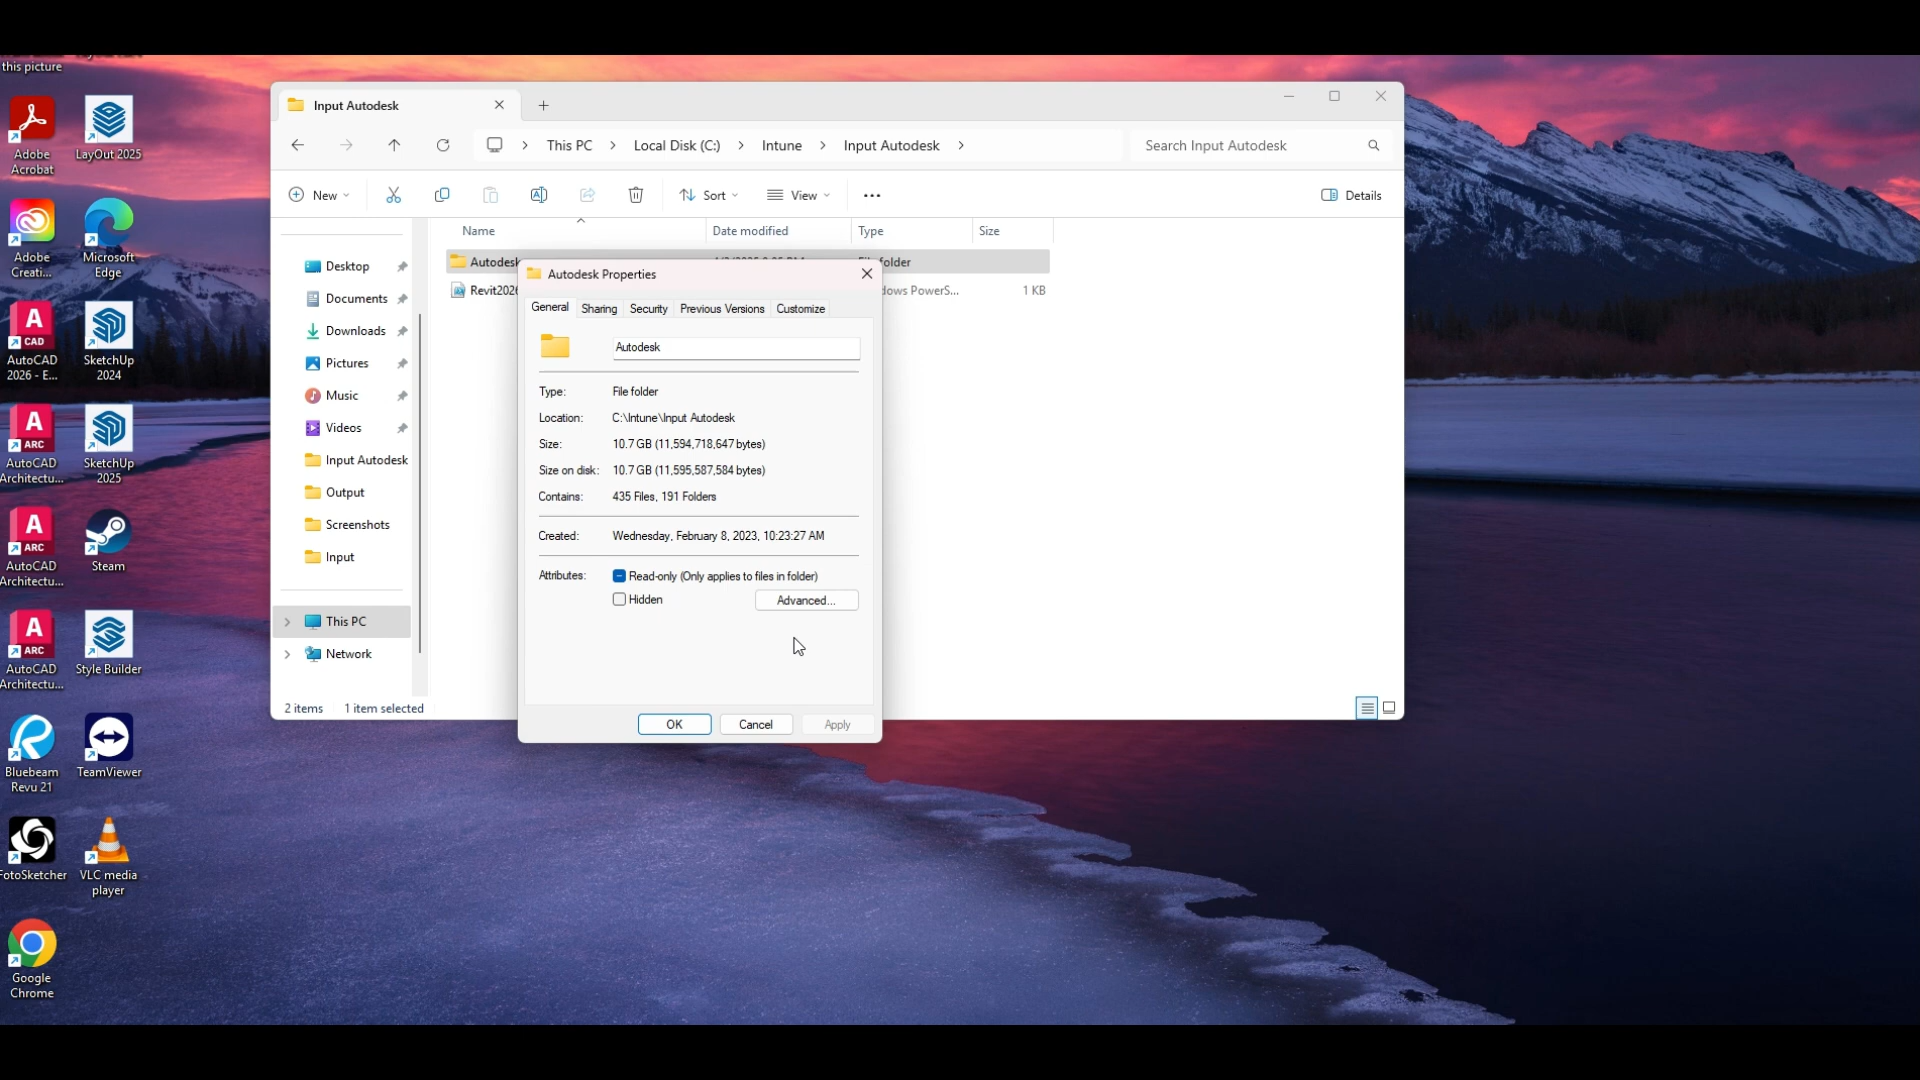 this picture
Adobe
Acrobat
LayOut 2025
Adobe
Creati...
Microsoft
Edge
A
CAD
AutoCAD
2026 - E...
SketchUp
2024
A
ARC
AutoCAD
Architectu...
SketchUp
2025
A
ARC
AutoCAD
Architectu...
Steam
A
ARC
AutoCAD
Architectu...
Style Builder
Bluebeam
Revu 21
TeamViewer
FotoSketcher
VLC media
player
Google
Chrome
Input Autodesk
This PC > Local Disk (C:) > Intune > Input Autodesk >
Search Input Autodesk
New
Sort
View
Details
Name
Date modified
Type
Size
Desktop
Documents
Downloads
Pictures
Music
Videos
Input Autodesk
Output
Screenshots
Input
This PC
Network
2 items
1 item selected
Autodesk
folder
Revit2026
dows PowerS...
1 KB
Autodesk Properties
General
Sharing
Security
Previous Versions
Customize
Autodesk
Type: File folder
Location: C:\Intune\Input Autodesk
Size: 10.7 GB (11,594,718,647 bytes)
Size on disk: 10.7 GB (11,595,587,584 bytes)
Contains: 435 Files, 191 Folders
Created: Wednesday, February 8, 2023, 10:23:27 AM
Attributes: Read-only (Only applies to files in folder)
Hidden
Advanced...
OK
Cancel
Apply